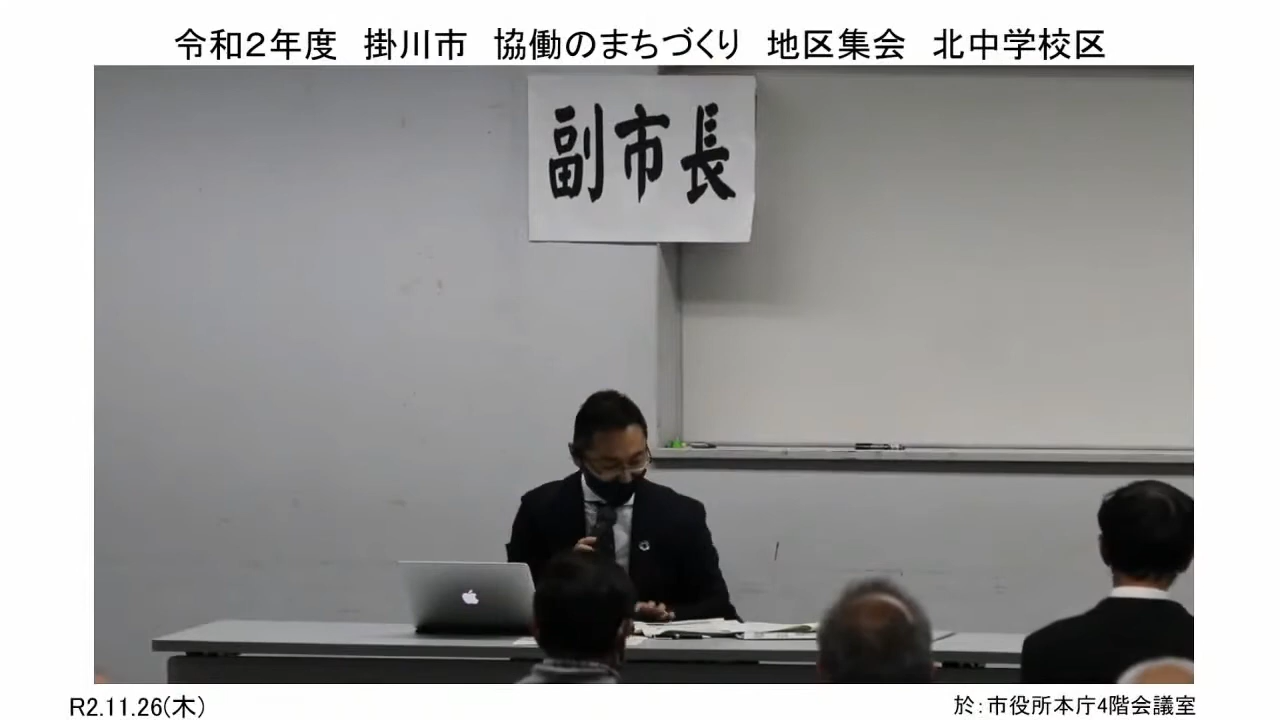 令和2年度　掛川市　協働のまちづくり　地区集会　北中学校区
副市長
R2.11.26(木)
於：市役所本庁4階会議室